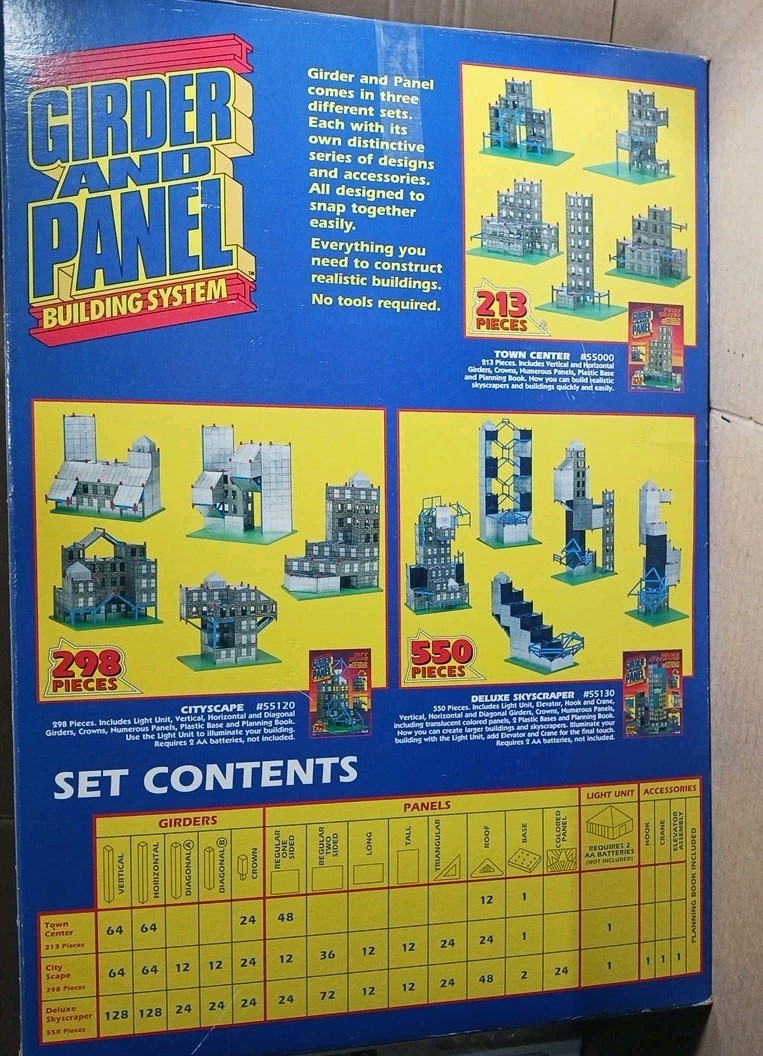 GIRDER
AND
PANEL
TM
BUILDING SYSTEM
Girder and Panel
comes in three
different sets.
Each with its
own distinctive
series of designs
and accessories.
All designed to
snap together
easily.
Everything you
need to construct
realistic buildings.
No tools required.
213
PIECES
TOWN CENTER #55000
213 Pieces. Includes Vertical and Horizontal
Girders, Crowns, Numerous Panels, Plastic Base
and Planning Book. Now you can build realistic
skyscrapers and buildings quickly and easily.
298
PIECES
CITYSCAPE #55120
298 Pieces. Includes Light Unit, Vertical, Horizontal and Diagonal
Girders, Crowns, Numerous Panels, Plastic Base and Planning Book.
Use the Light Unit to illuminate your building.
Requires 2 AA batteries, not included.
550
PIECES
DELUXE SKYSCRAPER #55130
550 Pieces. Includes Light Unit, Elevator, Hook and Crane,
Vertical, Horizontal and Diagonal Girders, Crowns, Numerous Panels,
including translucent colored panels, 2 Plastic Bases and Planning Book.
Now you can create larger buildings and skyscrapers. Illuminate your
building with the Light Unit, add Elevator and Crane for the final touch.
Requires 2 AA batteries, not included.
SET CONTENTS
GIRDERS PANELS LIGHT UNIT ACCESSORIES
VERTICAL
HORIZONTAL
DIAGONAL A
DIAGONAL B
CROWN
REGULAR ONE SIDED
REGULAR TWO SIDED
LONG
TALL
TRIANGULAR
ROOF
BASE
COLORED PANEL
REQUIRES 2
AA BATTERIES
(NOT INCLUDED)
HOOK
CRANE
ELEVATOR ASSEMBLY
PLANNING BOOK INCLUDED
Town Center 213 Pieces 64 64 24 48 12 1
City Scape 298 Pieces 64 64 12 12 24 12 36 12 12 24 24 1 1
Deluxe Skyscraper 550 Pieces 128 128 24 24 24 24 72 12 12 24 48 2 24 1 1 1 1